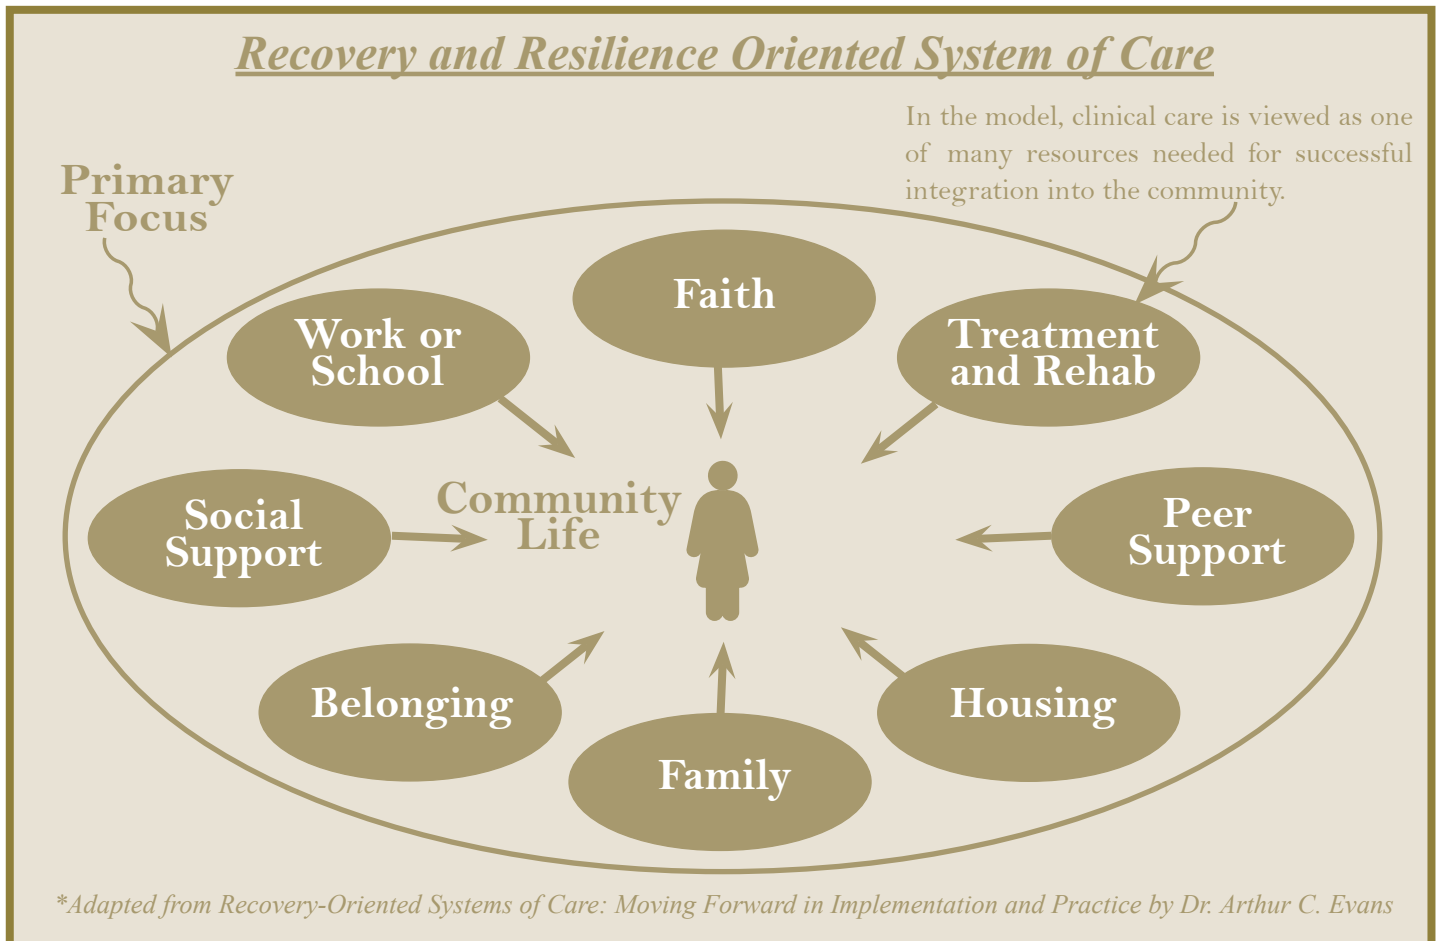 Recovery and Resilience Oriented System of Care
In the model, clinical care is viewed as one
of many resources needed for successful
integration into the community.
Primary
Focus
Faith
Work or
School
Treatment
and Rehab
Social
Support
Community
Life
Peer
Support
Belonging
Housing
Family
*Adapted from Recovery-Oriented Systems of Care: Moving Forward in Implementation and Practice by Dr. Arthur C. Evans